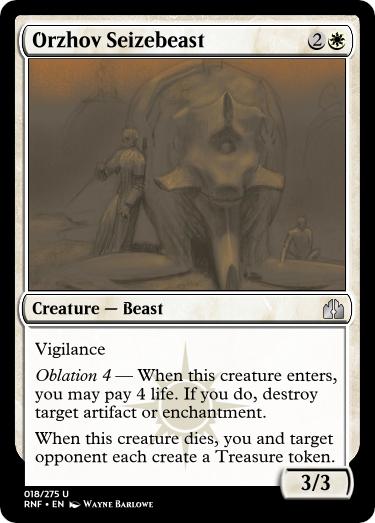 Orzhov Seizebeast 2
Creature — Beast
Vigilance
Oblation 4 — When this creature enters,
you may pay 4 life. If you do, destroy
target artifact or enchantment.
When this creature dies, you and target
opponent each create a Treasure token.
3/3
018/275 U
RNF • EN Wayne Barlowe